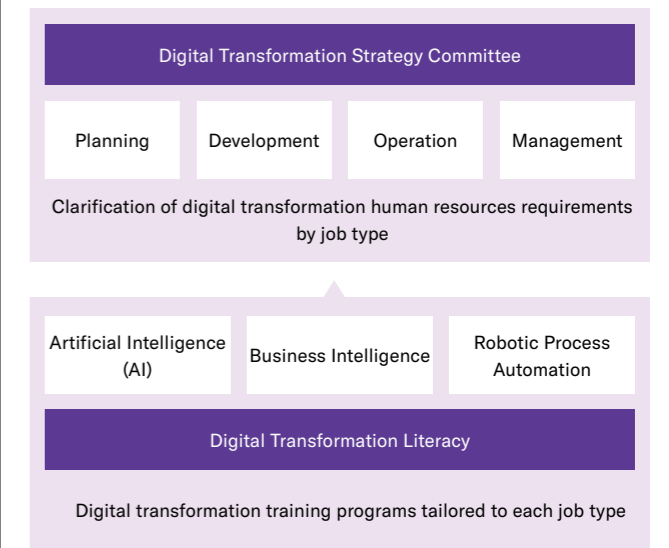 Digital Transformation Strategy Committee
Planning
Development
Operation
Management
Clarification of digital transformation human resources requirements
by job type
Artificial Intelligence
(AI)
Business Intelligence
Robotic Process
Automation
Digital Transformation Literacy
Digital transformation training programs tailored to each job type